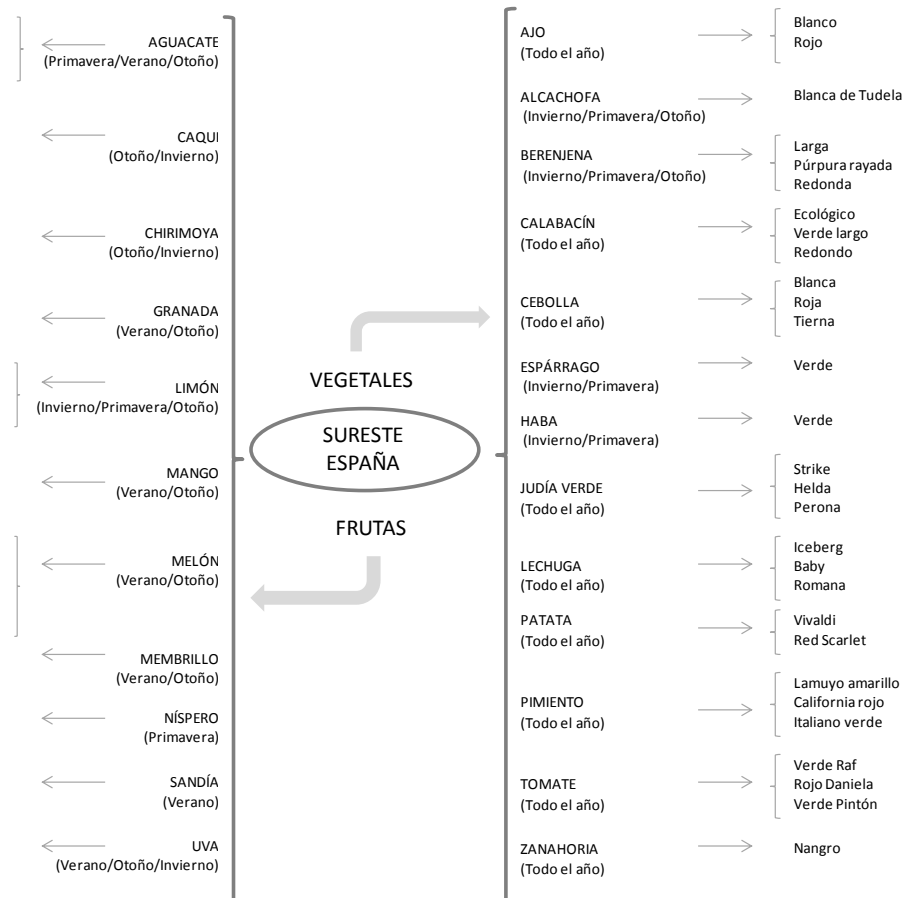 AGUACATE
(Primavera/Verano/Otoño)
CAQUI
(Otoño/Invierno)
CHIRIMOYA
(Otoño/Invierno)
GRANADA
(Verano/Otoño)
LIMÓN
(Invierno/Primavera/Otoño)
MANGO
(Verano/Otoño)
MELÓN
(Verano/Otoño)
MEMBRILLO
(Verano/Otoño)
NÍSPERO
(Primavera)
SANDÍA
(Verano)
UVA
(Verano/Otoño/Invierno)
VEGETALES
SURESTE
ESPAÑA
FRUTAS
AJO
(Todo el año)
Blanco
Rojo
ALCACHOFA
(Invierno/Primavera/Otoño)
Blanca de Tudela
BERENJENA
(Invierno/Primavera/Otoño)
Larga
Púrpura rayada
Redonda
CALABACÍN
(Todo el año)
Ecológico
Verde largo
Redondo
CEBOLLA
(Todo el año)
Blanca
Roja
Tierna
ESPÁRRAGO
(Invierno/Primavera)
Verde
HABA
(Invierno/Primavera)
Verde
JUDÍA VERDE
(Todo el año)
Strike
Helda
Perona
LECHUGA
(Todo el año)
Iceberg
Baby
Romana
PATATA
(Todo el año)
Vivaldi
Red Scarlet
PIMIENTO
(Todo el año)
Lamuyo amarillo
California rojo
Italiano verde
TOMATE
(Todo el año)
Verde Raf
Rojo Daniela
Verde Pintón
ZANAHORIA
(Todo el año)
Nangro